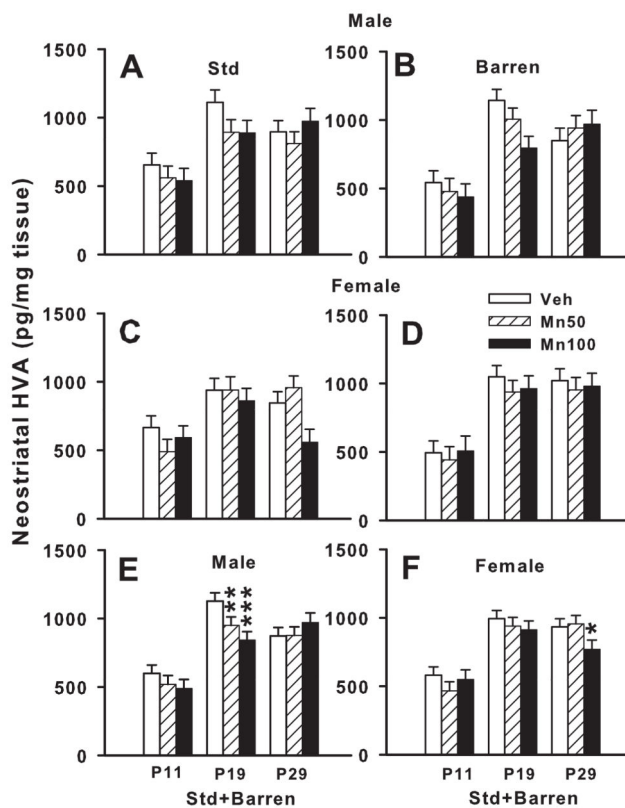 Male
A Std
B Barren
1500
1000
500
0
1500
1000
500
0
Neostriatal HVA (pg/mg tissue)
Female
C
D
Veh
Mn50
Mn100
1500
1000
500
0
1500
1000
500
0
E Male
F Female
1500
1000
500
0
1500
1000
500
0
**
***
*
P11 P19 P29
P11 P19 P29
Std+Barren
Std+Barren